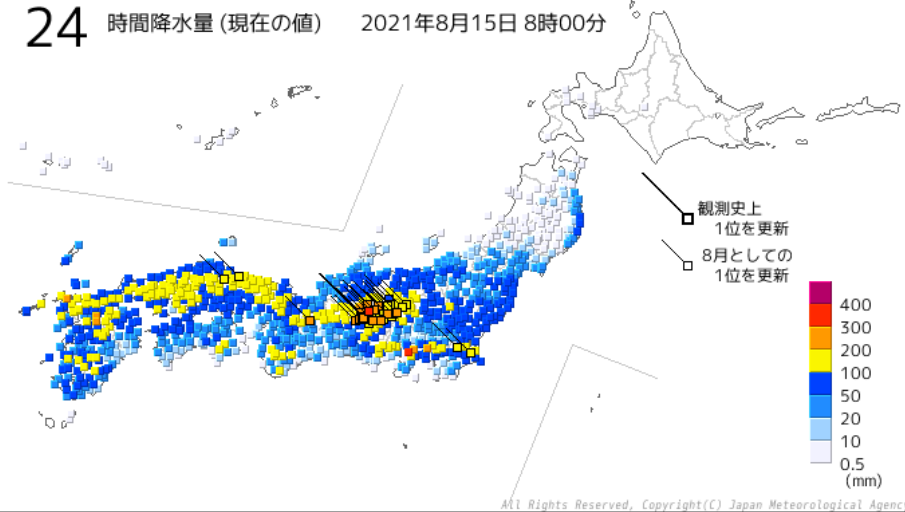 24 時間降水量 (現在の値) 2021年8月15日 8時00分
観測史上
1位を更新
8月としての
1位を更新
400
300
200
100
50
20
10
0.5
(mm)
All Rights Reserved, Copyright(C) Japan Meteorological Agency